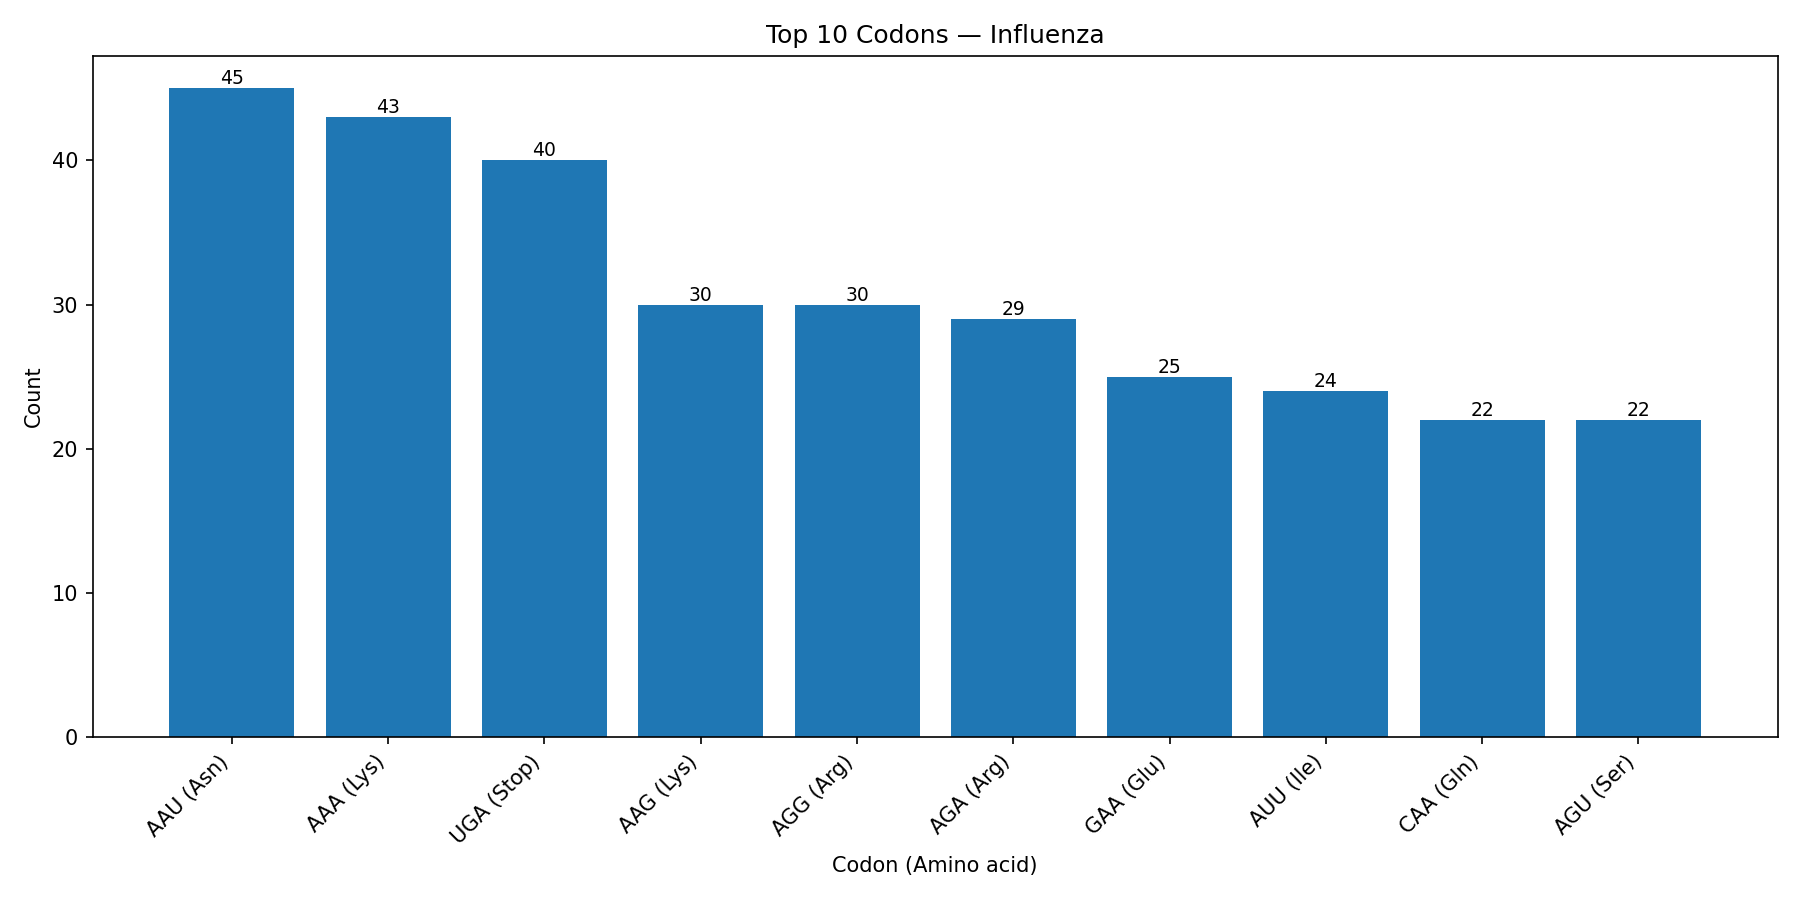 Top 10 Codons — Influenza
45
43
40
30
30
29
25
24
22
22
40
30
20
10
0
Count
AAU (Asn)
AAA (Lys)
UGA (Stop)
AAG (Lys)
AGG (Arg)
AGA (Arg)
GAA (Glu)
AUU (Ile)
CAA (Gln)
AGU (Ser)
Codon (Amino acid)